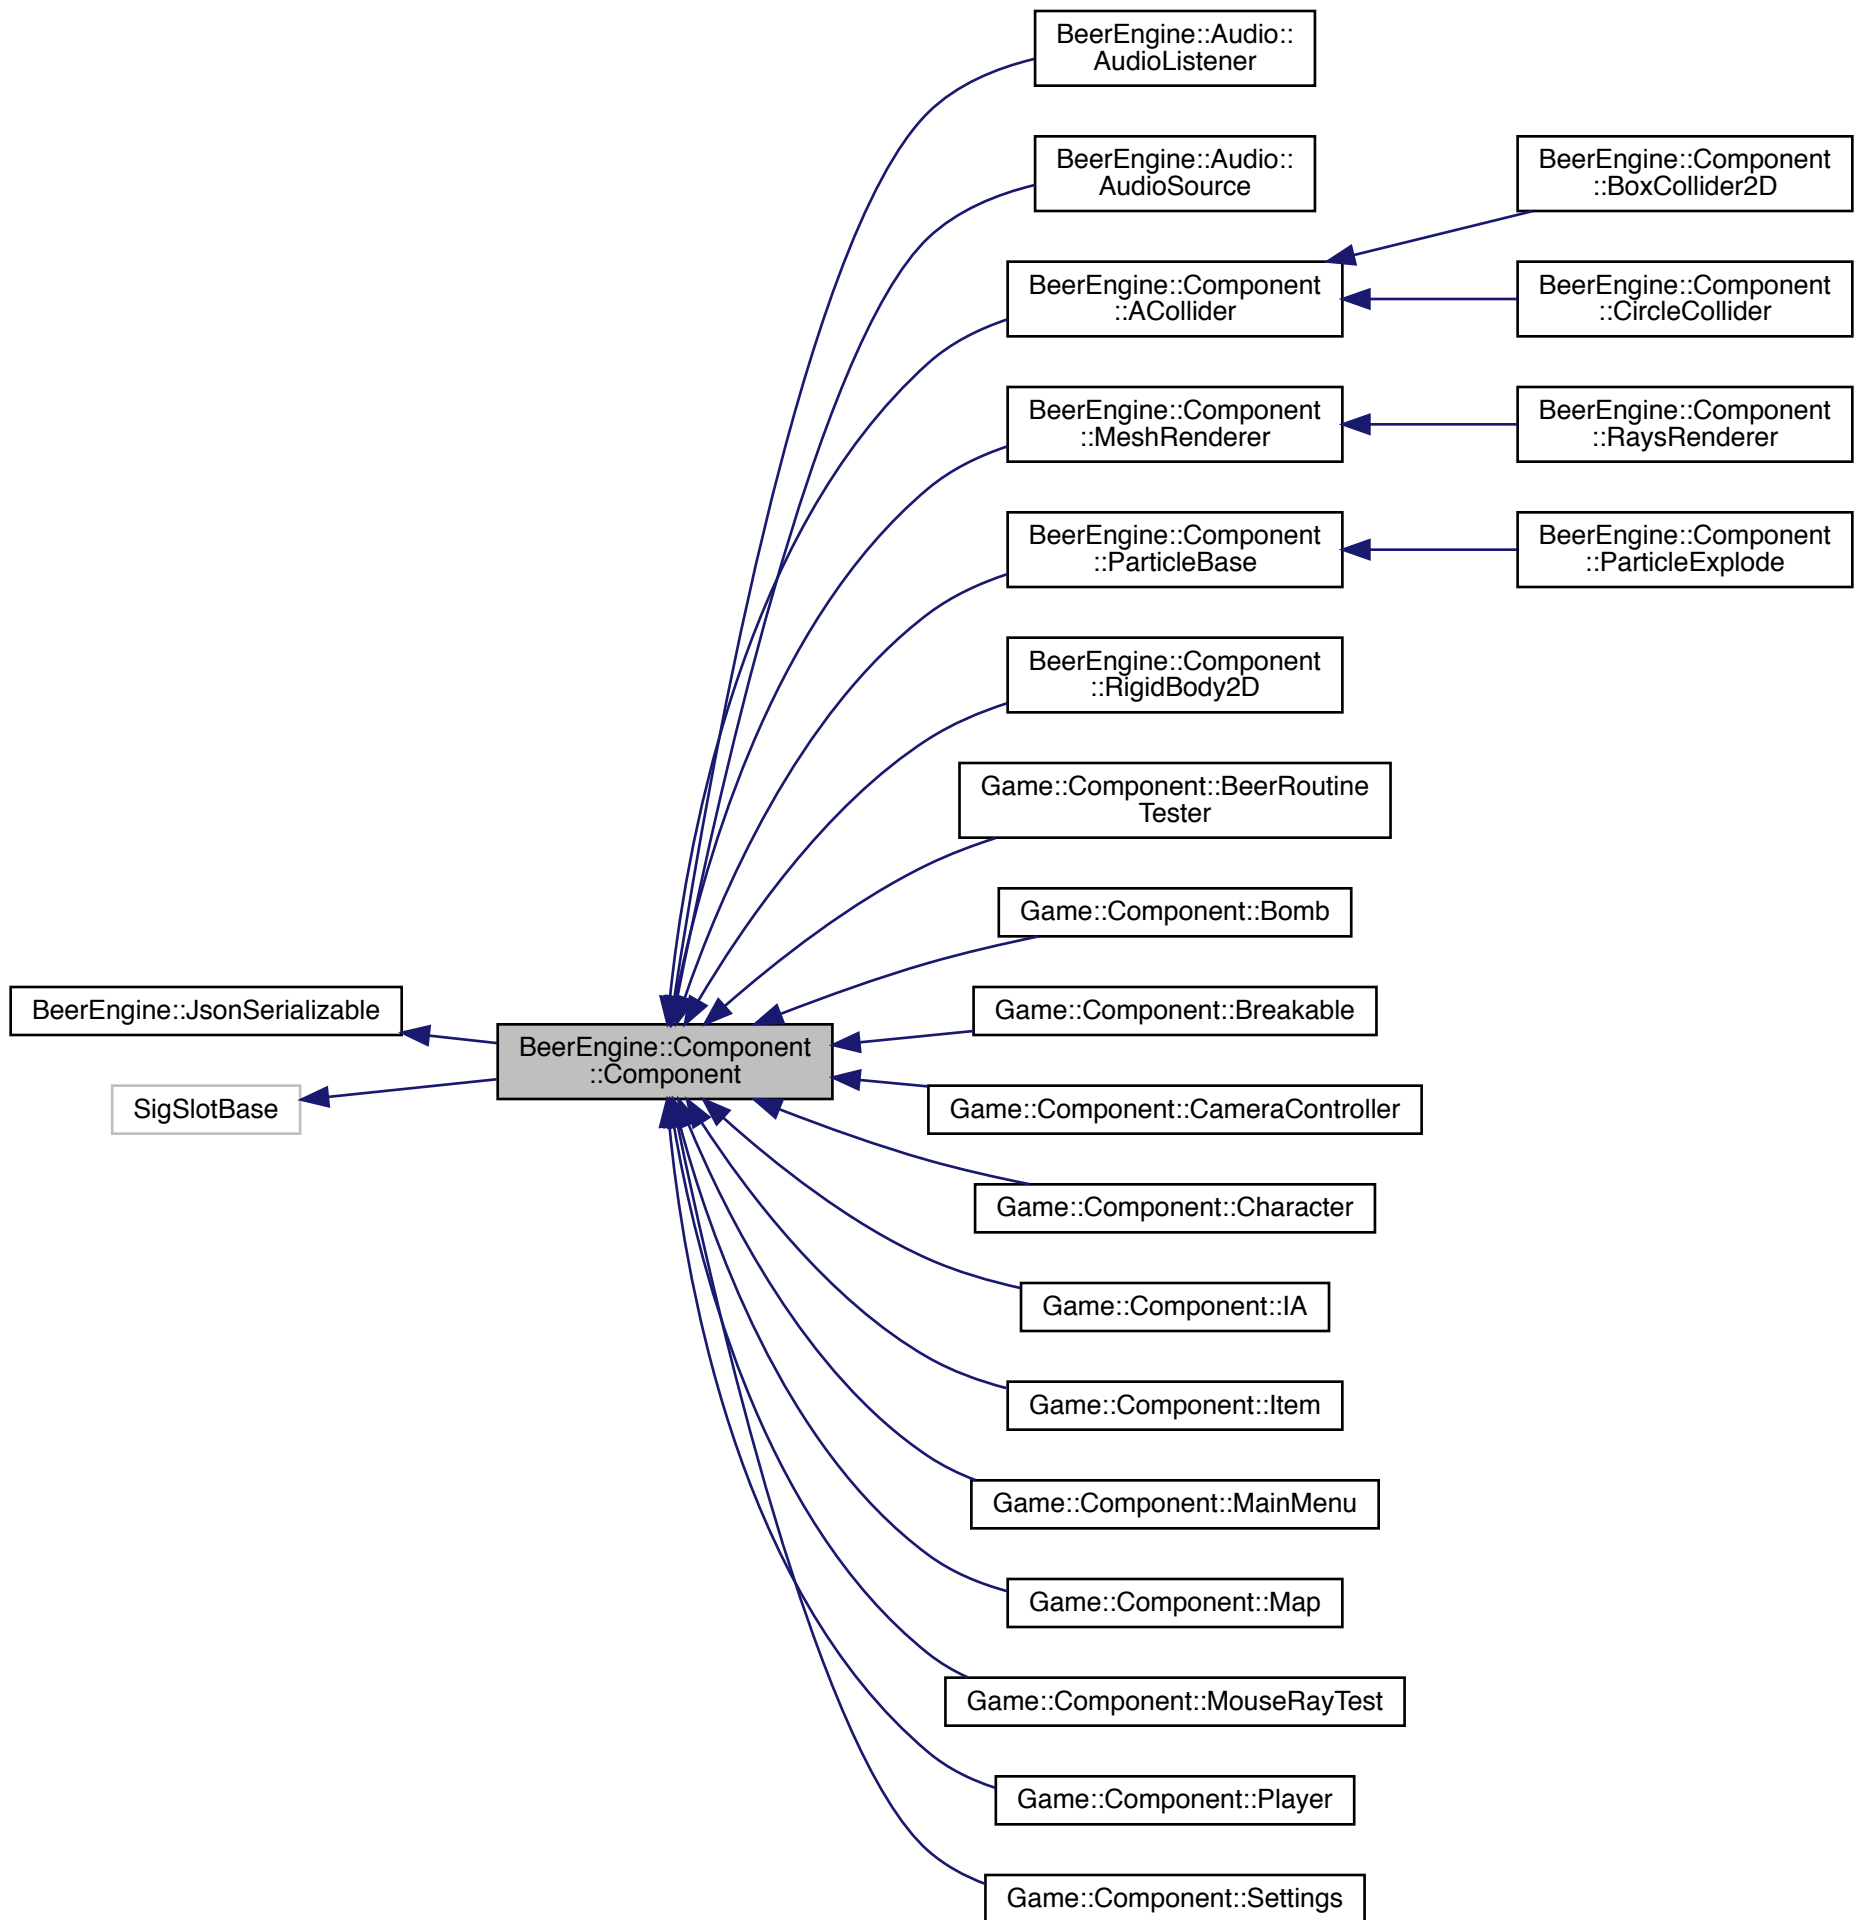 BeerEngine::JsonSerializable
SigSlotBase
BeerEngine::Component
::Component
BeerEngine::Audio::
AudioListener
BeerEngine::Audio::
AudioSource
BeerEngine::Component
::ACollider
BeerEngine::Component
::MeshRenderer
BeerEngine::Component
::ParticleBase
BeerEngine::Component
::RigidBody2D
Game::Component::BeerRoutine
Tester
Game::Component::Bomb
Game::Component::Breakable
Game::Component::CameraController
Game::Component::Character
Game::Component::IA
Game::Component::Item
Game::Component::MainMenu
Game::Component::Map
Game::Component::MouseRayTest
Game::Component::Player
Game::Component::Settings
BeerEngine::Component
::BoxCollider2D
BeerEngine::Component
::CircleCollider
BeerEngine::Component
::RaysRenderer
BeerEngine::Component
::ParticleExplode